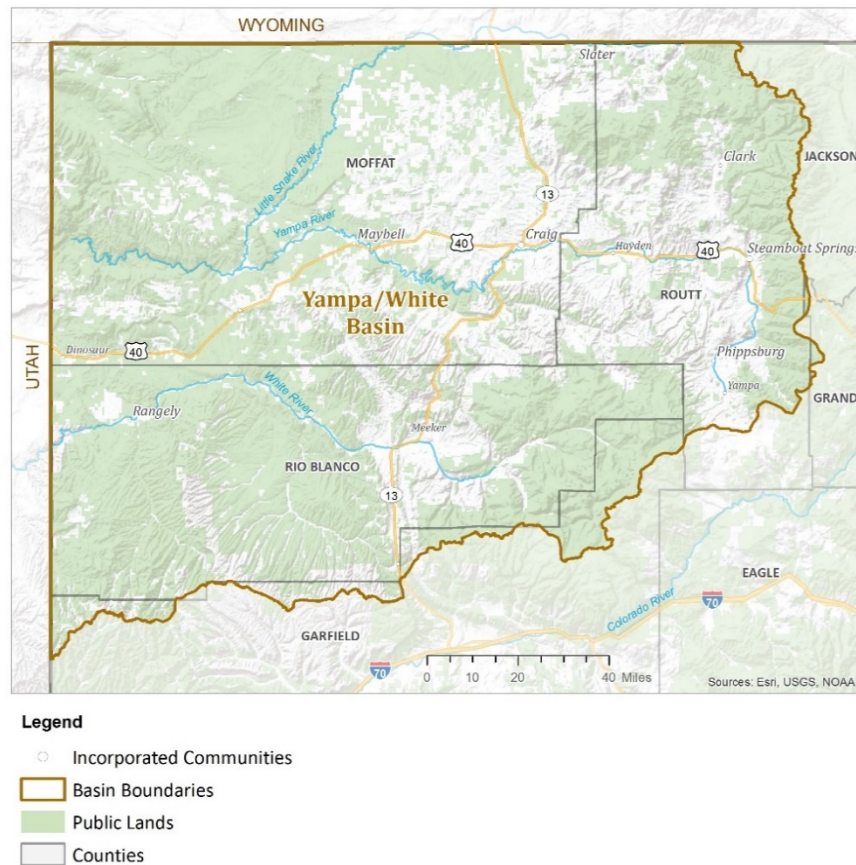 WYOMING
Slater
Clark
JACKSON
MOFFAT
Little Snake River
13
Yampa River
Maybell
40
Craig
Hayden
40
Steamboat Springs
Yampa/White
Basin
ROUTT
UTAH
Dinosaur
40
Phippsburg
Yampa
White River
Rangely
GRAND
Meeker
RIO BLANCO
13
EAGLE
Colorado River
70
GARFIELD
70
0 10 20 40 Miles
Sources: Esri, USGS, NOAA
Legend
Incorporated Communities
Basin Boundaries
Public Lands
Counties